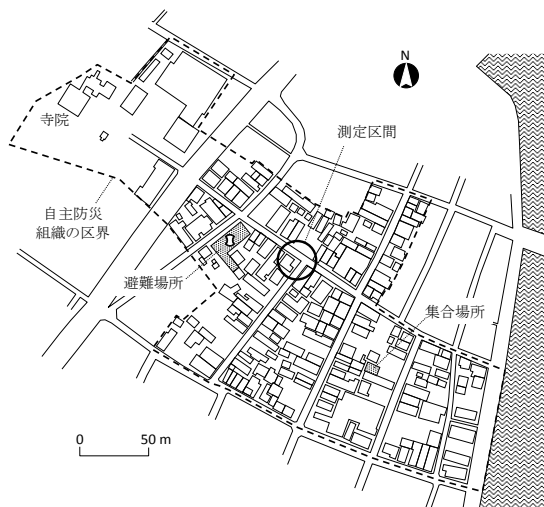 N
測定区間
寺院
自主防災
組織の区界
避難場所
集合場所
0 50 m